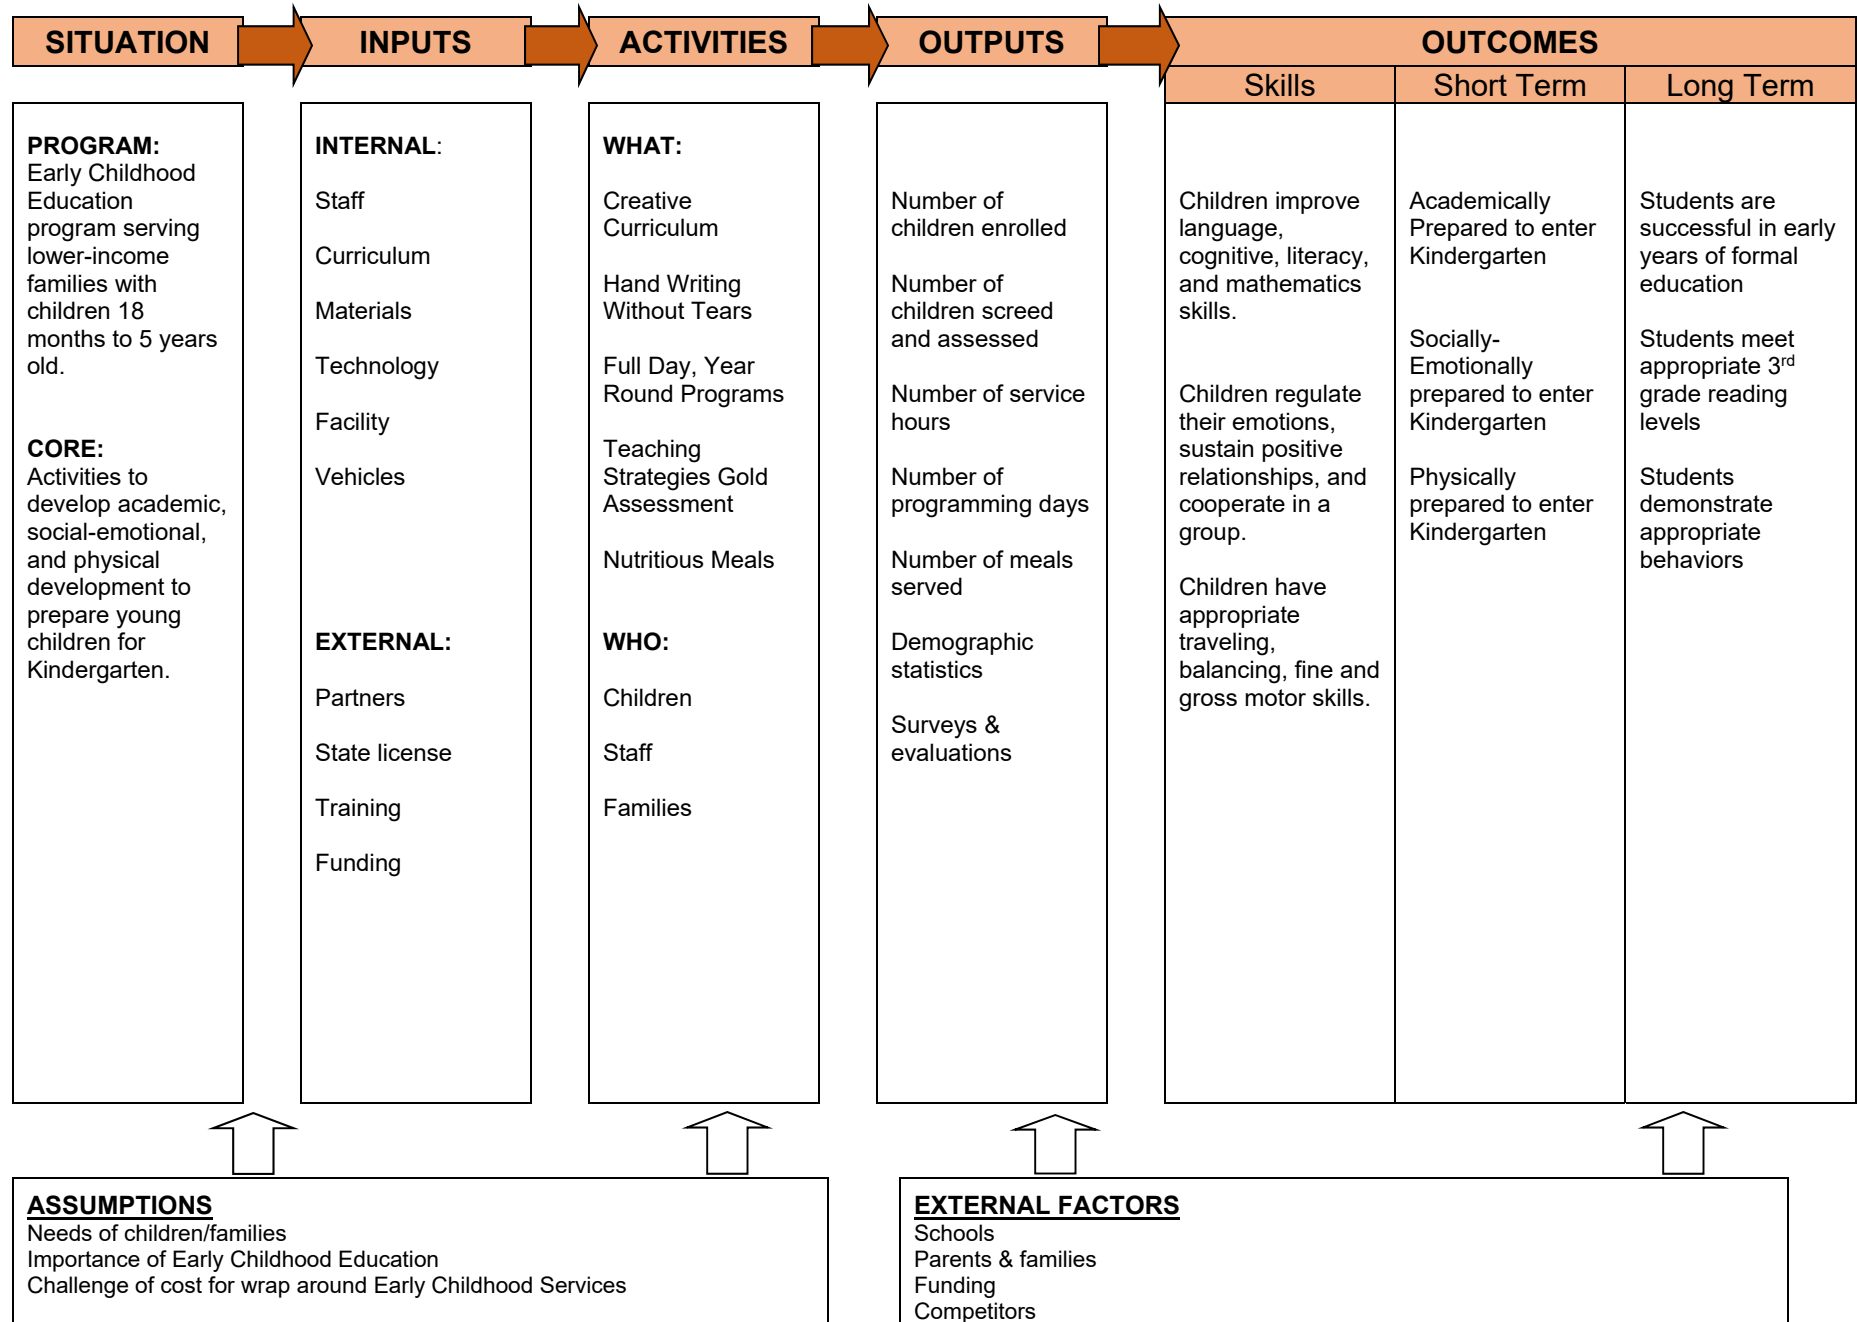 SITUATION
INPUTS
ACTIVITIES
OUTPUTS
OUTCOMES
Skills
Short Term
Long Term
PROGRAM:
Early Childhood
Education
program serving
lower-income
families with
children 18
months to 5 years
old.
CORE:
Activities to
develop academic,
social-emotional,
and physical
development to
prepare young
children for
Kindergarten.
INTERNAL:
Staff
Curriculum
Materials
Technology
Facility
Vehicles
EXTERNAL:
Partners
State license
Training
Funding
WHAT:
Creative
Curriculum
Hand Writing
Without Tears
Full Day, Year
Round Programs
Teaching
Strategies Gold
Assessment
Nutritious Meals
WHO:
Children
Staff
Families
Number of
children enrolled
Number of
children screed
and assessed
Number of service
hours
Number of
programming days
Number of meals
served
Demographic
statistics
Surveys &
evaluations
Children improve
language,
cognitive, literacy,
and mathematics
skills.
Children regulate
their emotions,
sustain positive
relationships, and
cooperate in a
group.
Children have
appropriate
traveling,
balancing, fine and
gross motor skills.
Academically
Prepared to enter
Kindergarten
Socially-
Emotionally
prepared to enter
Kindergarten
Physically
prepared to enter
Kindergarten
Students are
successful in early
years of formal
education
Students meet
appropriate 3rd
grade reading
levels
Students
demonstrate
appropriate
behaviors
ASSUMPTIONS
Needs of children/families
Importance of Early Childhood Education
Challenge of cost for wrap around Early Childhood Services
EXTERNAL FACTORS
Schools
Parents & families
Funding
Competitors